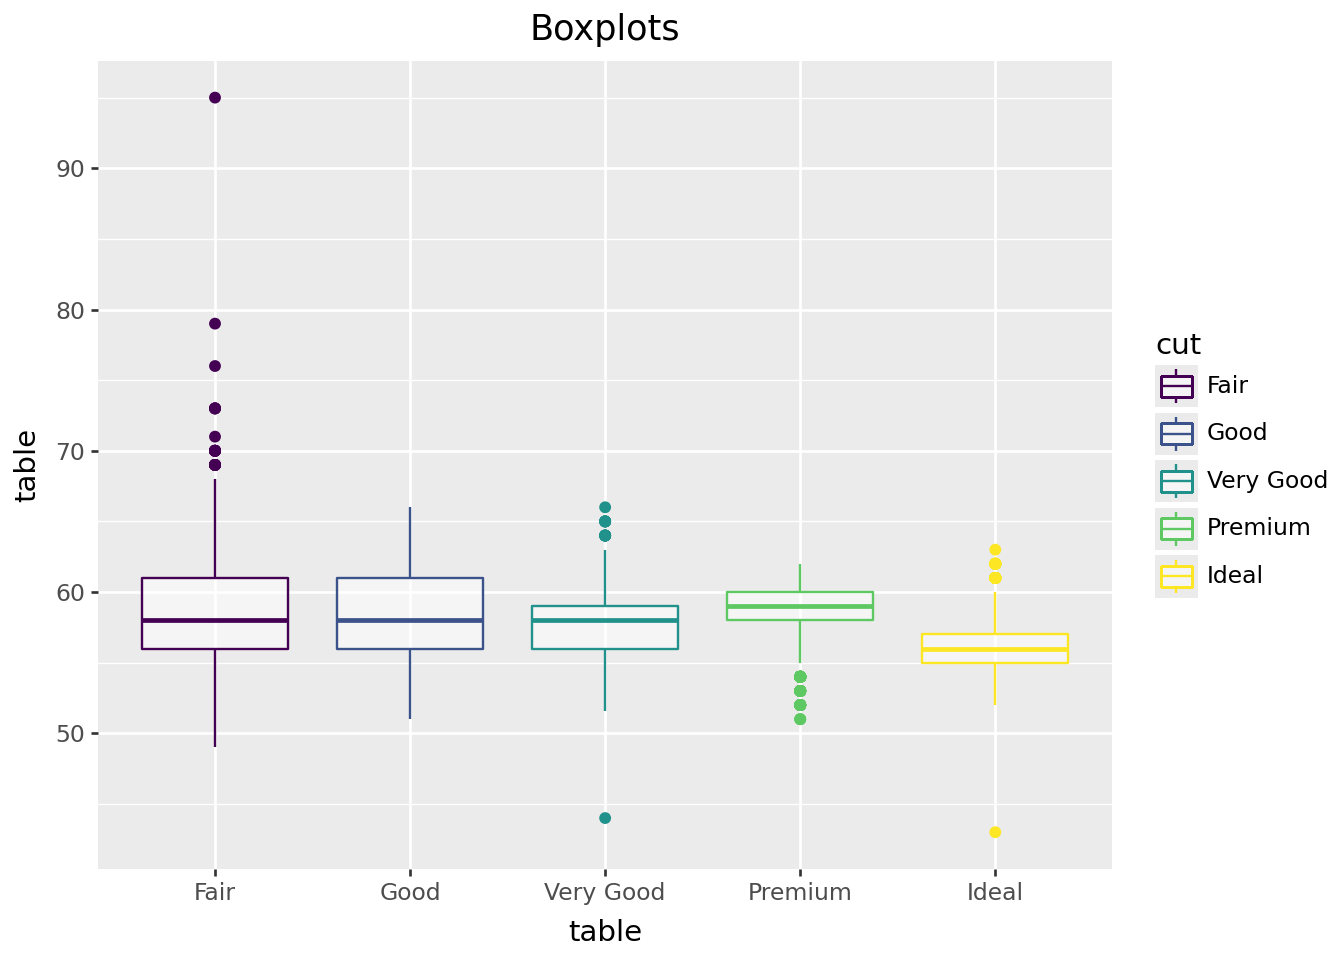 Boxplots
table
90
80
70
60
50
Fair
Good
Very Good
Premium
Ideal
table
cut
Fair
Good
Very Good
Premium
Ideal